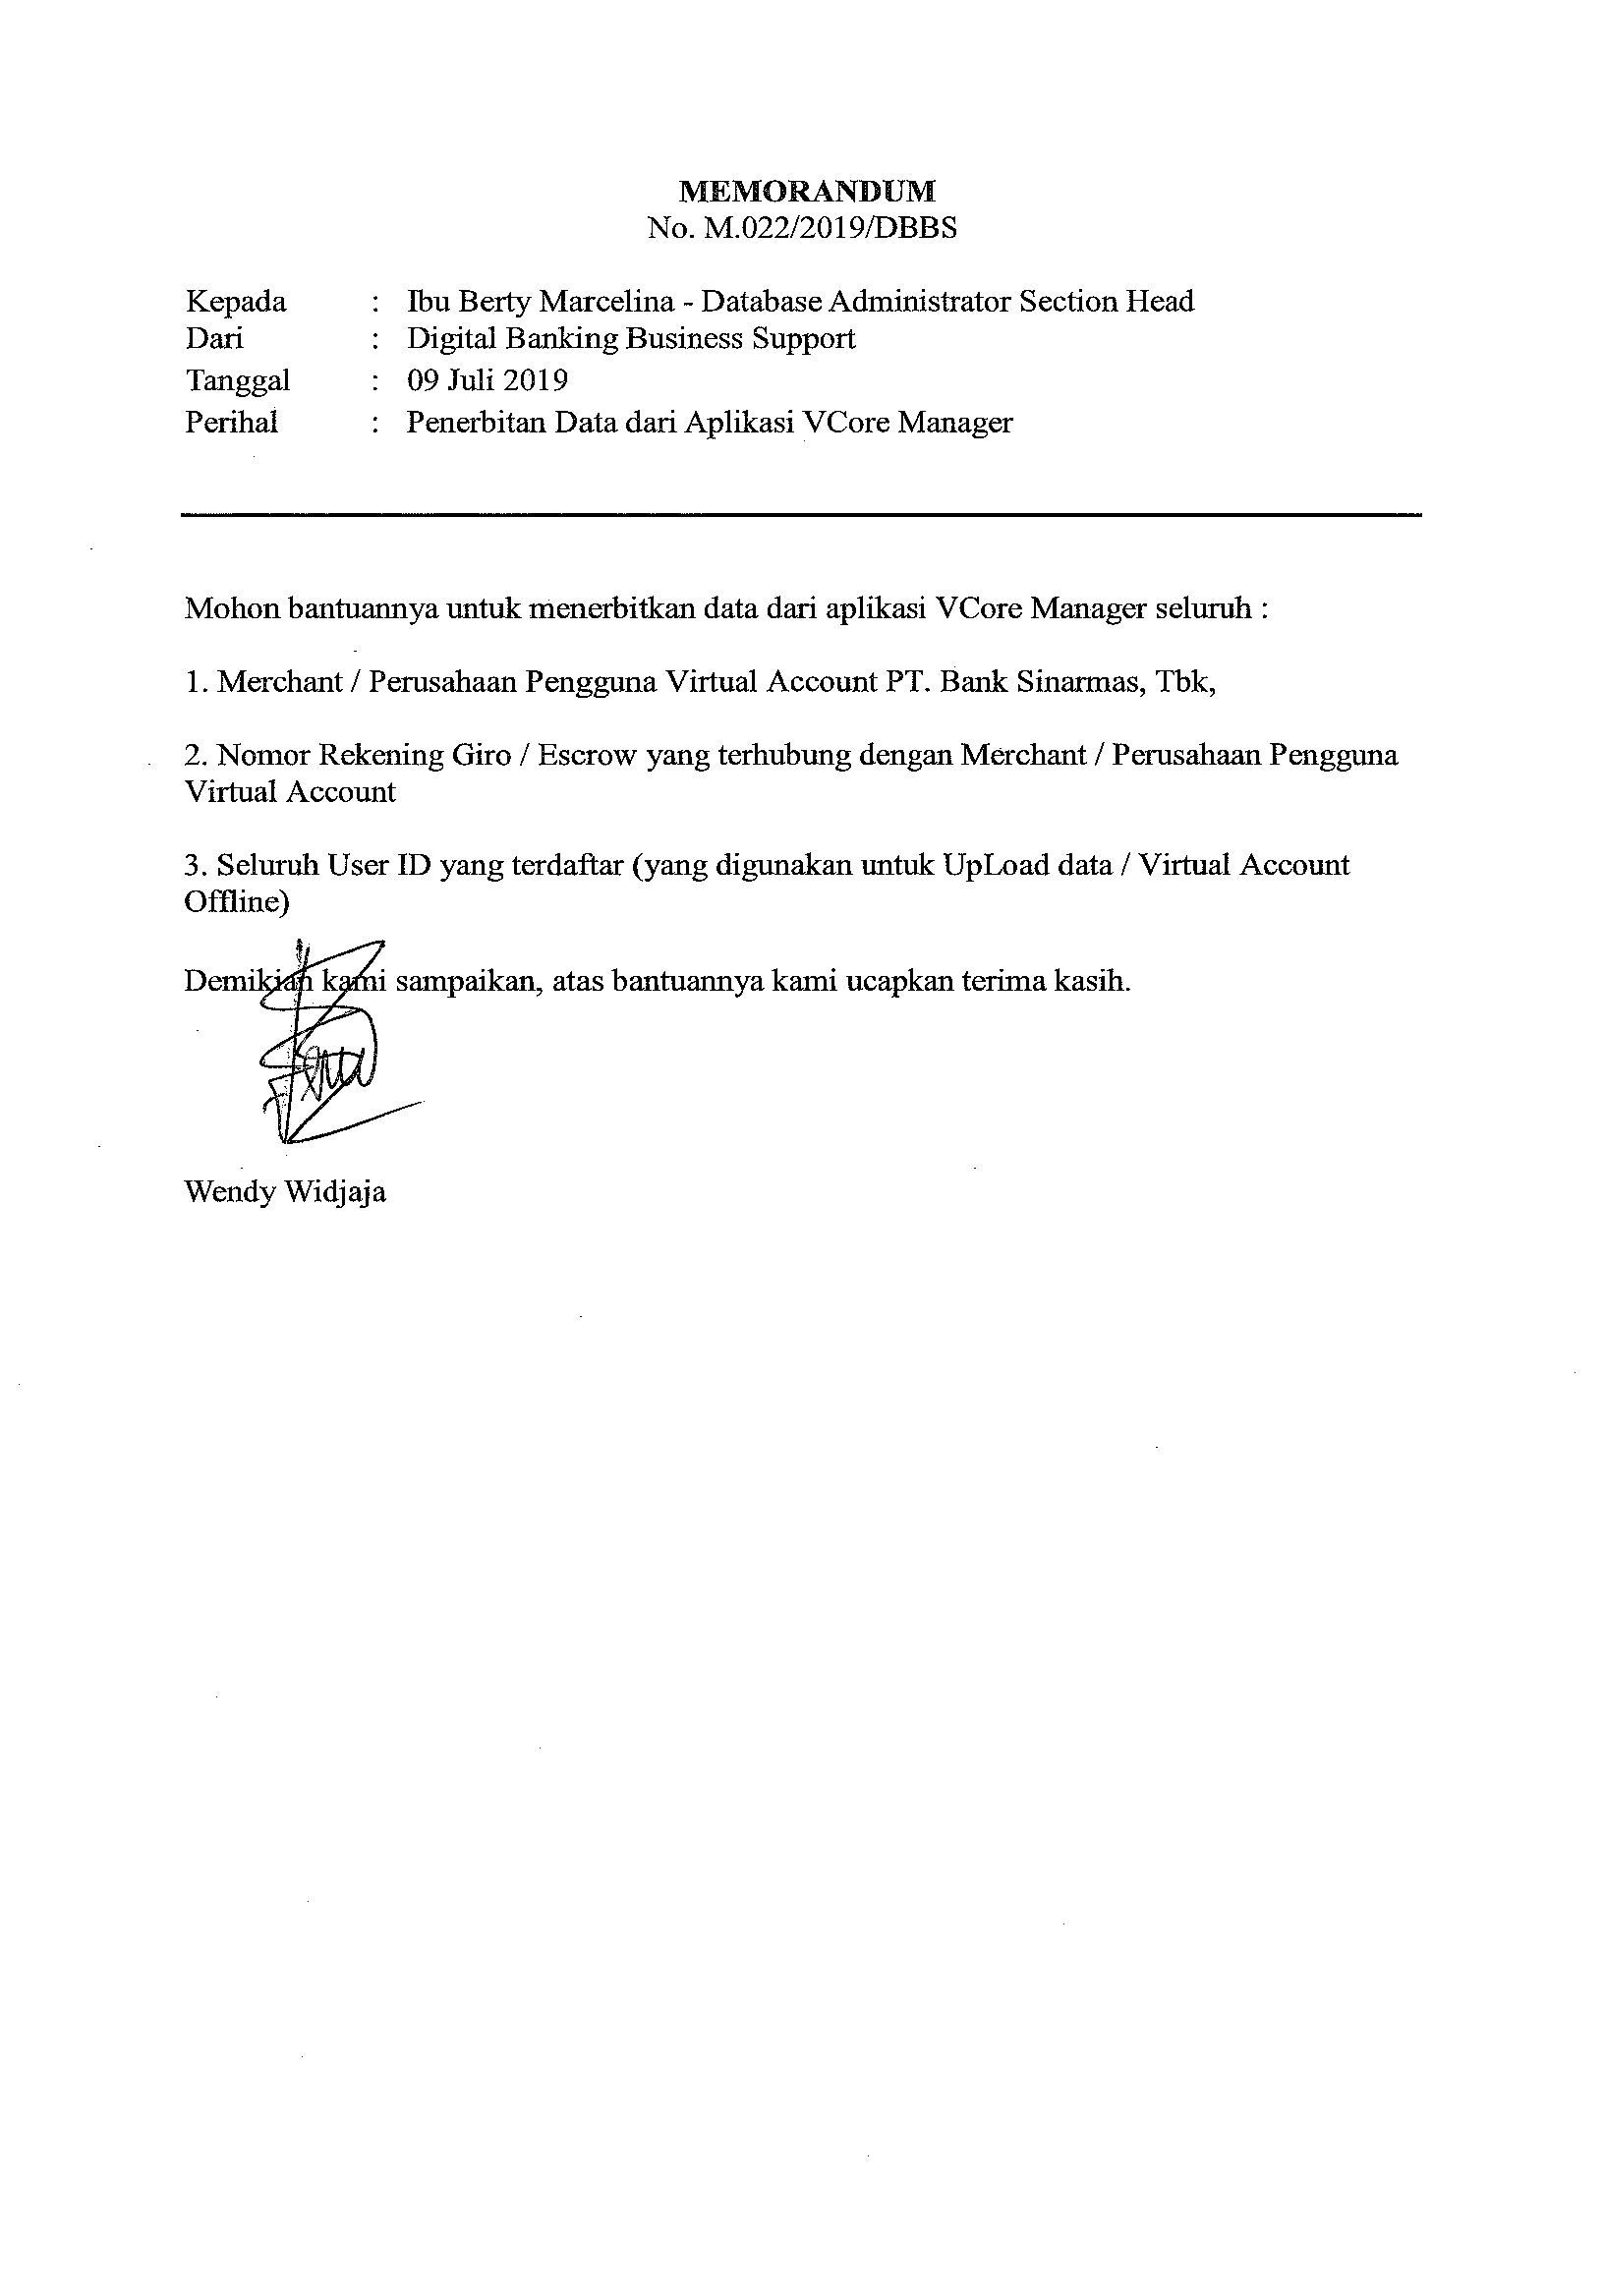 MEMORANDUM
No. M.022/2019/DBBS
Kepada : Ibu Berty Marcelina - Database Administrator Section Head
Dari : Digital Banking Business Support
Tanggal : 09 Juli 2019
Perihal : Penerbitan Data dari Aplikasi VCore Manager
Mohon bantuannya untuk menerbitkan data dari aplikasi VCore Manager seluruh :
1. Merchant / Perusahaan Pengguna Virtual Account PT. Bank Sinarmas, Tbk,
2. Nomor Rekening Giro / Escrow yang terhubung dengan Merchant / Perusahaan Pengguna
Virtual Account
3. Seluruh User ID yang terdaftar (yang digunakan untuk UpLoad data / Virtual Account
Offline)
Demikian kami sampaikan, atas bantuannya kami ucapkan terima kasih.
Wendy Widjaja